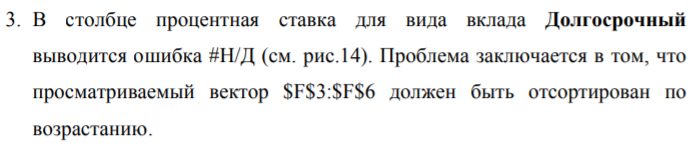 3. В столбце процентная ставка для вида вклада Долгосрочный
выводится ошибка #Н/Д (см. рис.14). Проблема заключается в том, что
просматриваемый вектор $F$3:$F$6 должен быть отсортирован по
возрастанию.